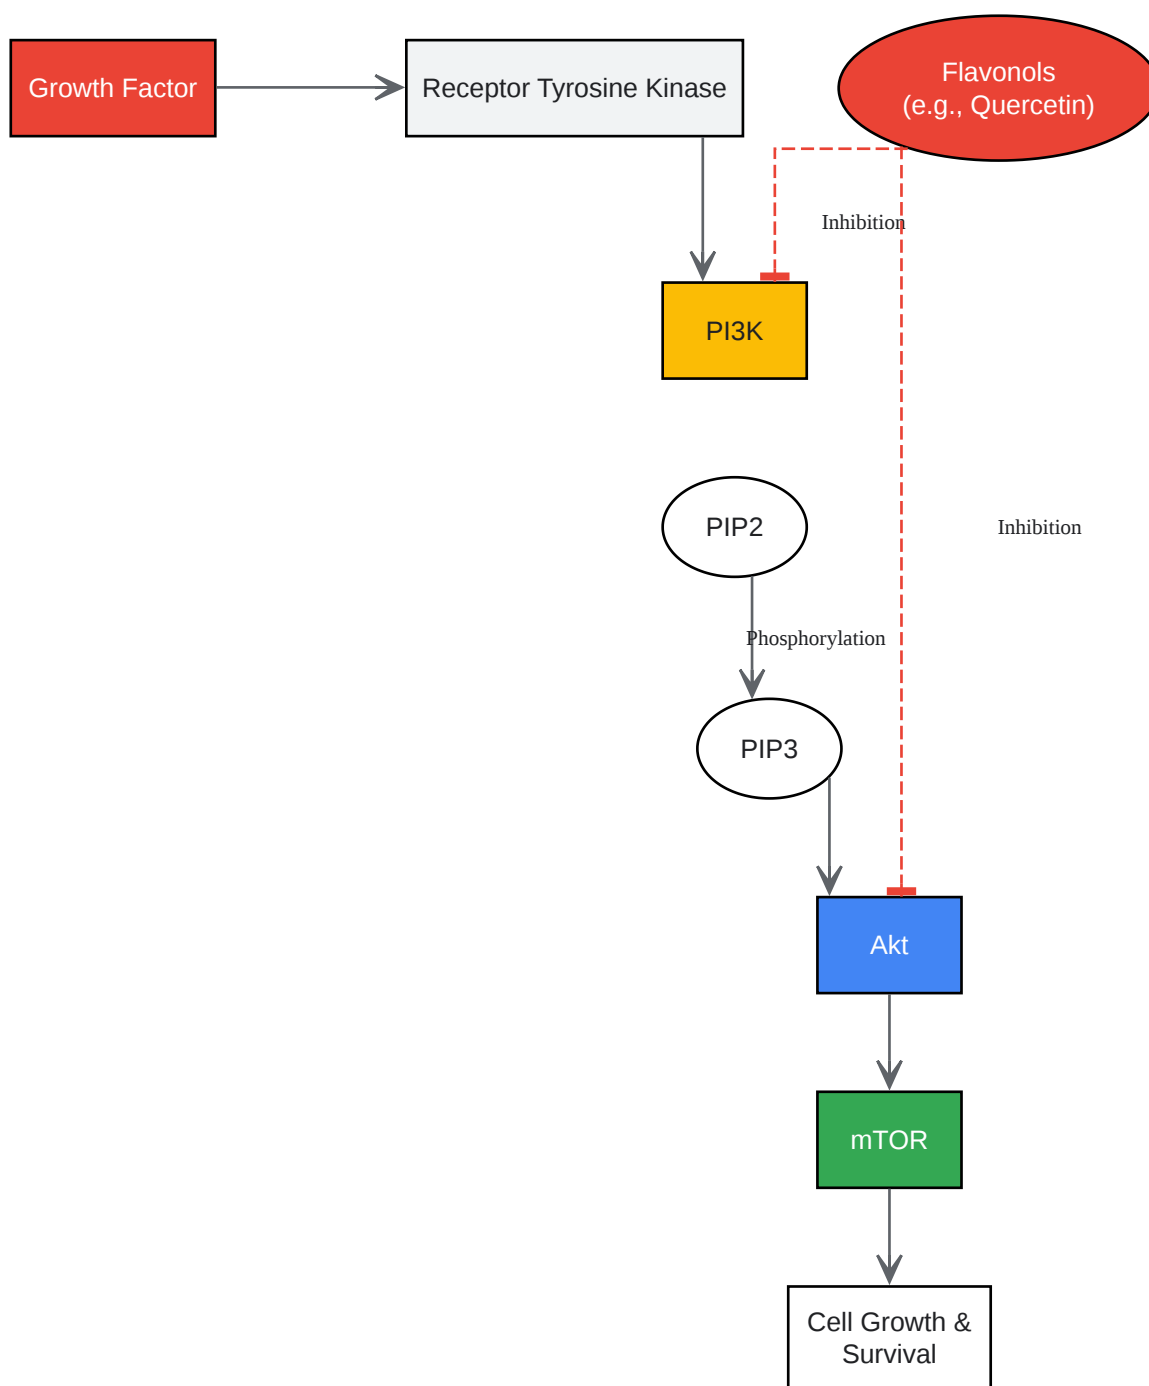 Growth Factor
Receptor Tyrosine Kinase
Flavonols
(e.g., Quercetin)
Inhibition
PI3K
PIP2
Inhibition
Phosphorylation
PIP3
Akt
mTOR
Cell Growth &
Survival